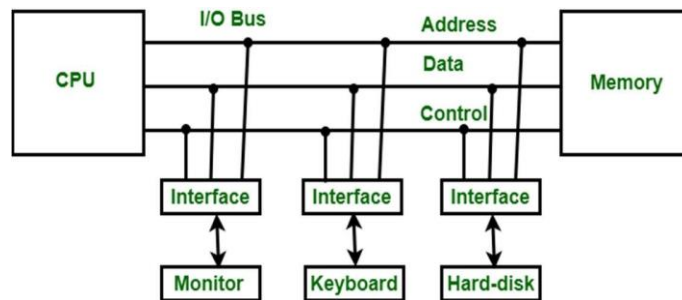 I/O Bus
Address
Data
CPU
Memory
Control
Interface
Interface
Interface
Monitor
Keyboard
Hard-disk